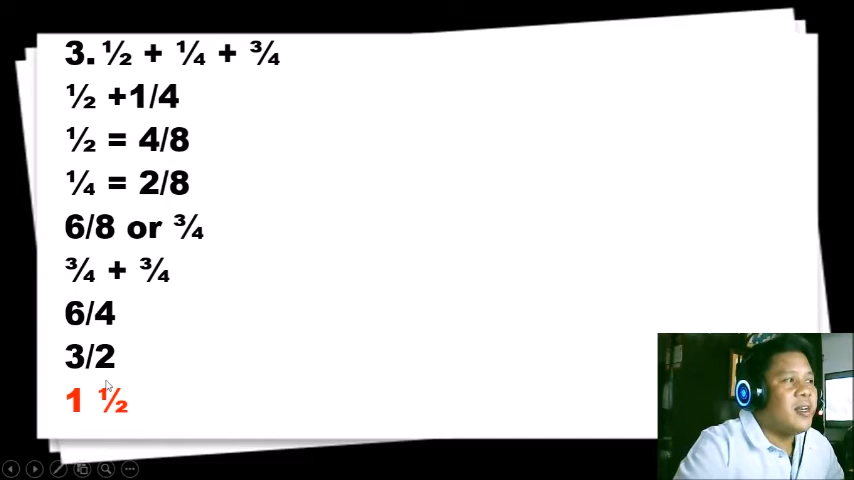 3. ½ + ¼ + ¾
½ +1/4
½ = 4/8
¼ = 2/8
6/8 or ¾
¾ + ¾
6/4
3/2
1 ½